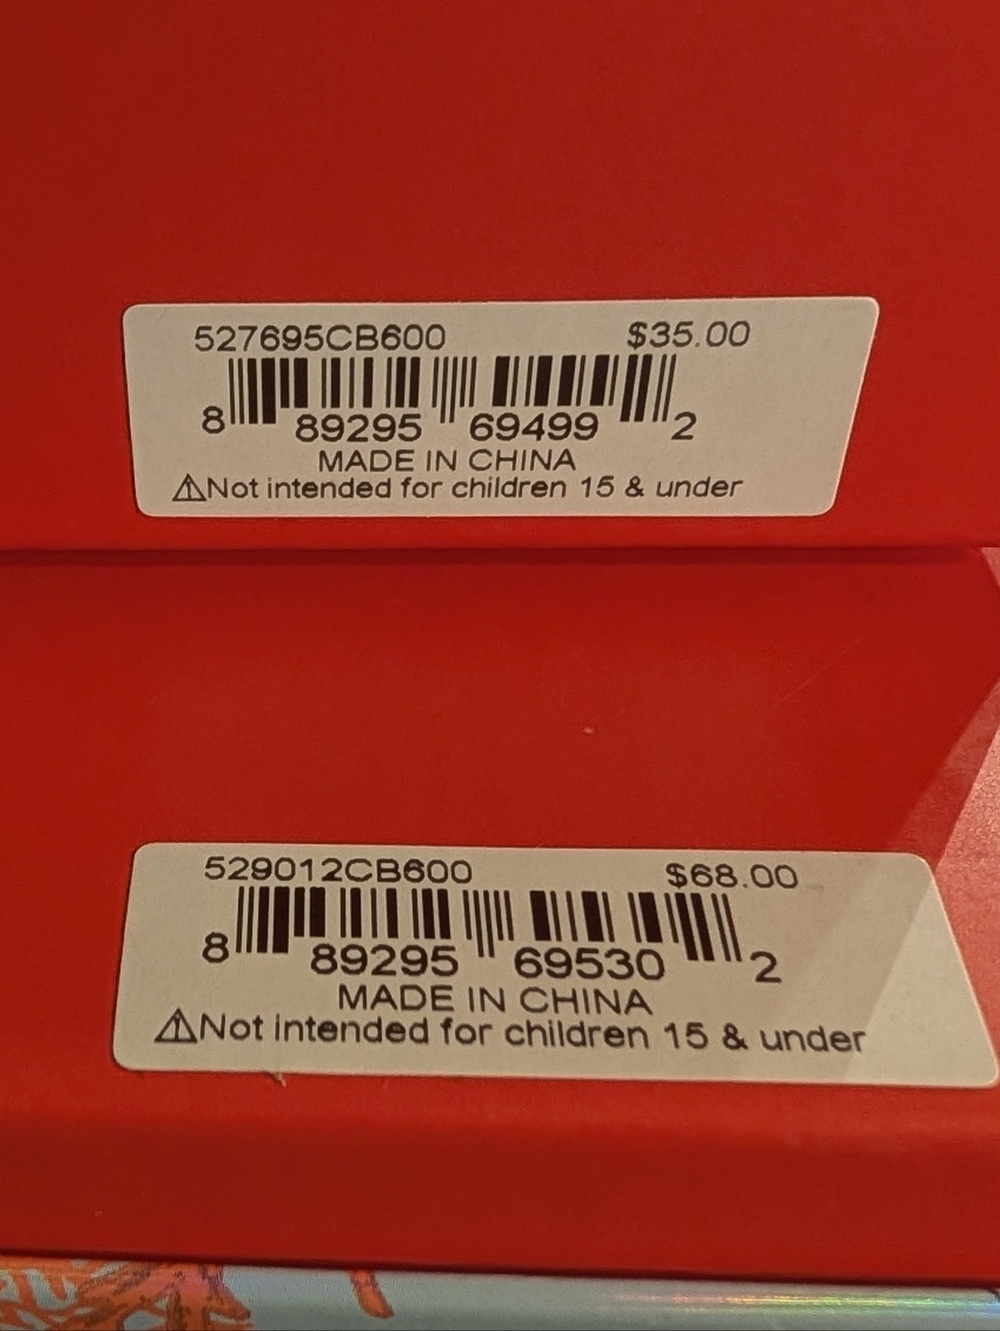 527695CB600 $35.00
8 89295 69499 2
MADE IN CHINA
⚠Not intended for children 15 & under
529012CB600 $68.00
8 89295 69530 2
MADE IN CHINA
⚠Not intended for children 15 & under